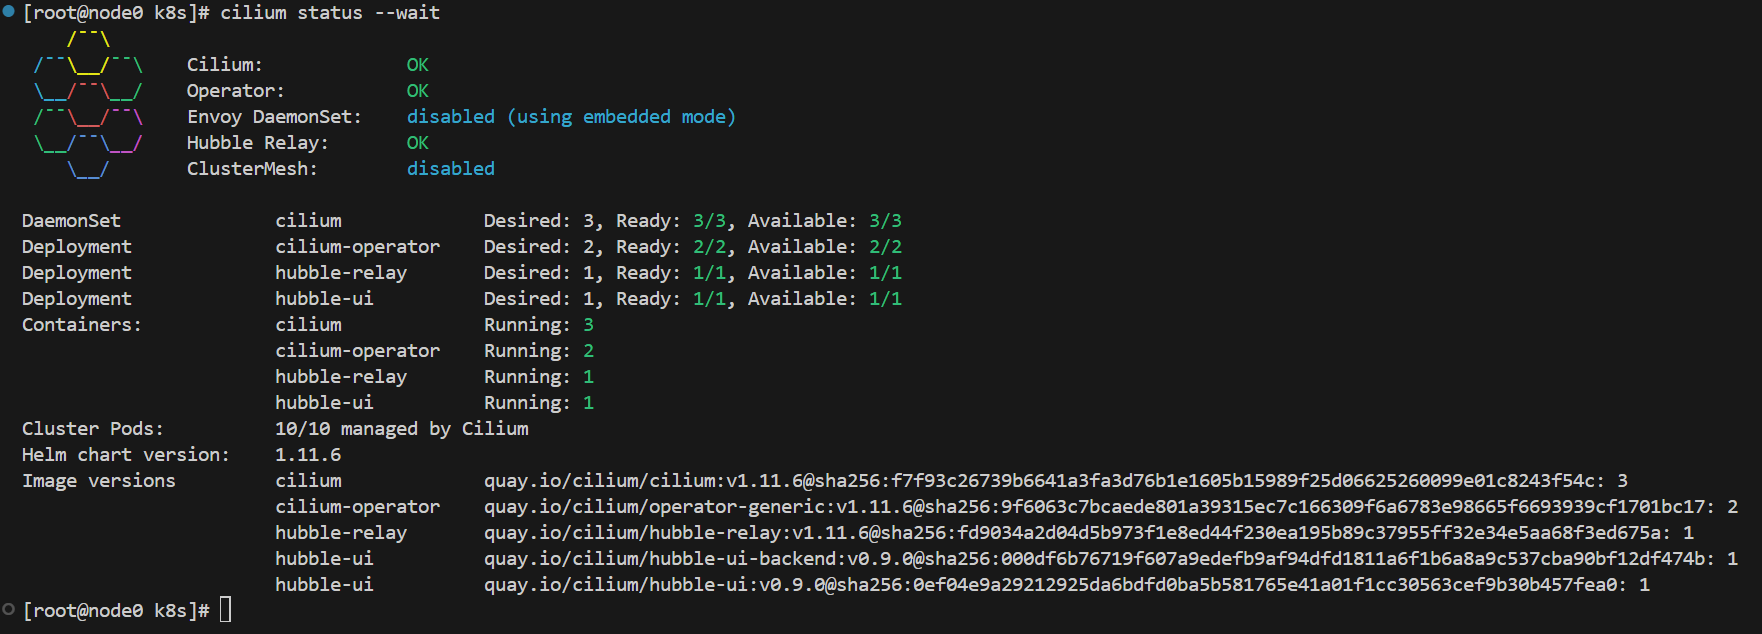 [root@node0 k8s]# cilium status --wait
    /¯¯\
 /¯¯\__/¯¯\    Cilium:             OK
 \__/¯¯\__/    Operator:           OK
 /¯¯\__/¯¯\    Envoy DaemonSet:    disabled (using embedded mode)
 \__/¯¯\__/    Hubble Relay:       OK
    \__/       ClusterMesh:        disabled

DaemonSet              cilium             Desired: 3, Ready: 3/3, Available: 3/3
Deployment             cilium-operator    Desired: 2, Ready: 2/2, Available: 2/2
Deployment             hubble-relay       Desired: 1, Ready: 1/1, Available: 1/1
Deployment             hubble-ui          Desired: 1, Ready: 1/1, Available: 1/1
Containers:            cilium             Running: 3
                       cilium-operator    Running: 2
                       hubble-relay       Running: 1
                       hubble-ui          Running: 1
Cluster Pods:          10/10 managed by Cilium
Helm chart version:    1.11.6
Image versions         cilium             quay.io/cilium/cilium:v1.11.6@sha256:f7f93c26739b6641a3fa3d76b1e1605b15989f25d06625260099e01c8243f54c: 3
                       cilium-operator    quay.io/cilium/operator-generic:v1.11.6@sha256:9f6063c7bcaede801a39315ec7c166309f6a6783e98665f6693939cf1701bc17: 2
                       hubble-relay       quay.io/cilium/hubble-relay:v1.11.6@sha256:fd9034a2d04d5b973f1e8ed44f230ea195b89c37955ff32e34e5aa68f3ed675a: 1
                       hubble-ui          quay.io/cilium/hubble-ui-backend:v0.9.0@sha256:000df6b76719f607a9edefb9af94dfd1811a6f1b6a8a9c537cba90bf12df474b: 1
                       hubble-ui          quay.io/cilium/hubble-ui:v0.9.0@sha256:0ef04e9a29212925da6bdfd0ba5b581765e41a01f1cc30563cef9b30b457fea0: 1
[root@node0 k8s]#